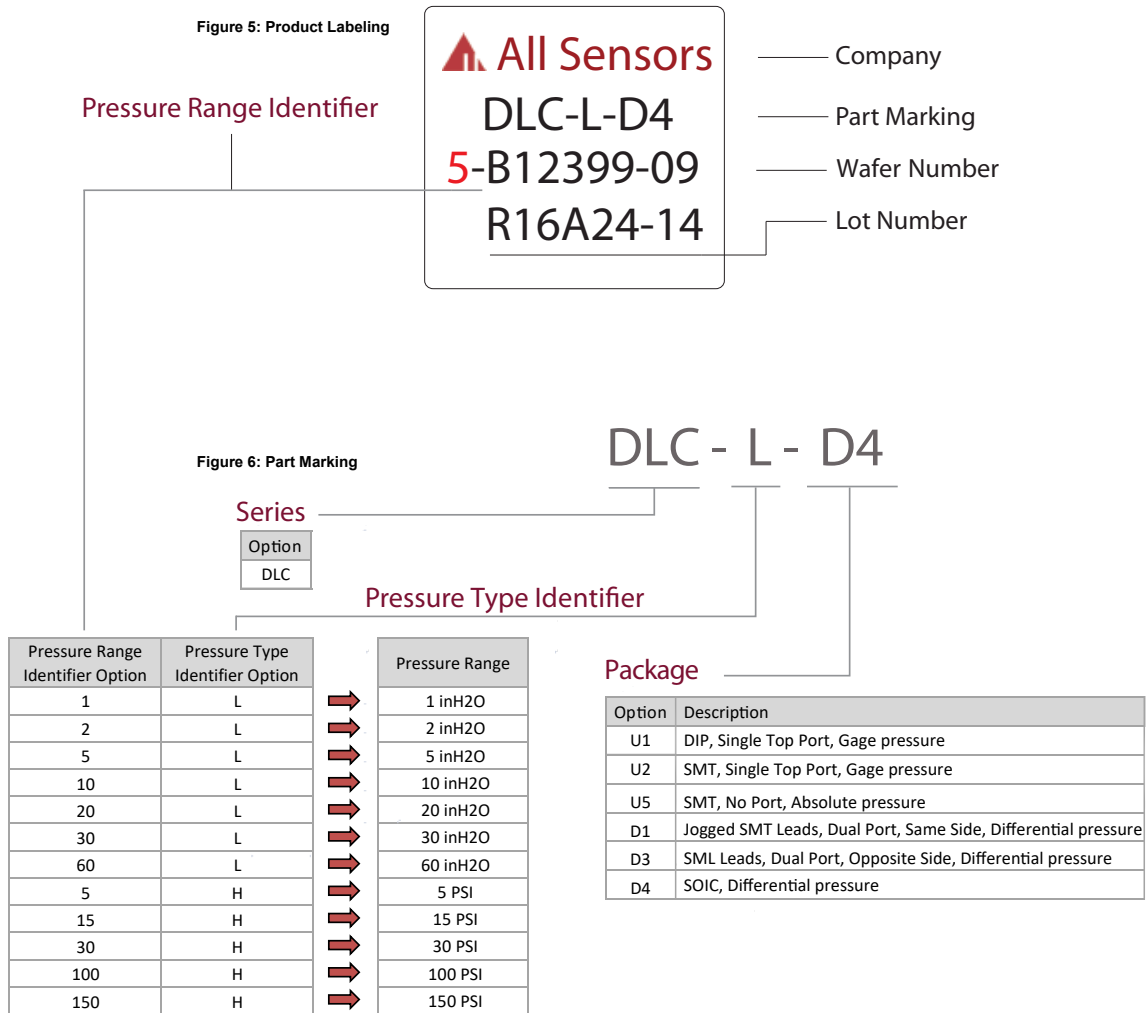 Figure 5: Product Labeling
All Sensors
DLC-L-D4
5-B12399-09
R16A24-14
Company
Part Marking
Wafer Number
Lot Number
Pressure Range Identifier
DLC - L - D4
Figure 6: Part Marking
Series
Option
DLC
Pressure Type Identifier
Pressure Range Identifier Option Pressure Type Identifier Option Pressure Range
1 L 1 inH2O
2 L 2 inH2O
5 L 5 inH2O
10 L 10 inH2O
20 L 20 inH2O
30 L 30 inH2O
60 L 60 inH2O
5 H 5 PSI
15 H 15 PSI
30 H 30 PSI
100 H 100 PSI
150 H 150 PSI
Package
Option Description
U1 DIP, Single Top Port, Gage pressure
U2 SMT, Single Top Port, Gage pressure
U5 SMT, No Port, Absolute pressure
D1 Jogged SMT Leads, Dual Port, Same Side, Differential pressure
D3 SML Leads, Dual Port, Opposite Side, Differential pressure
D4 SOIC, Differential pressure